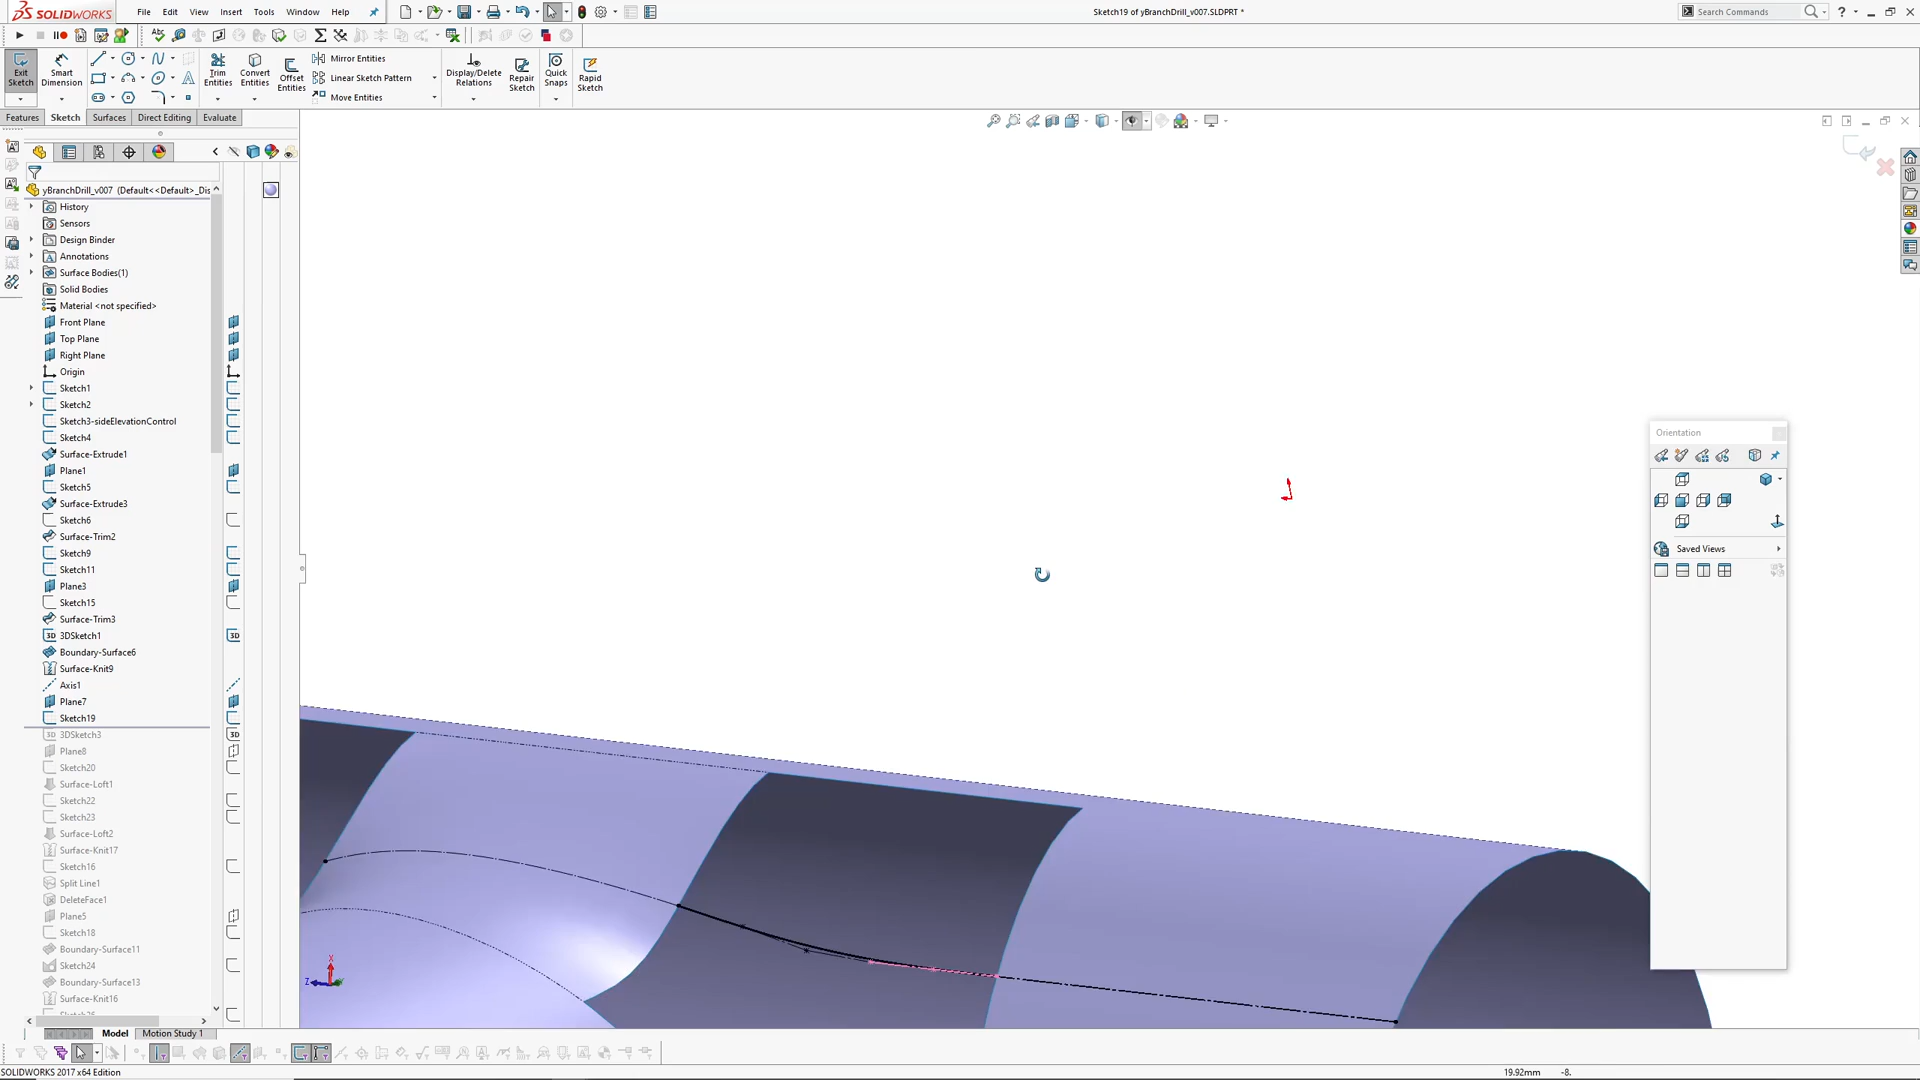 SOLIDWORKS File Edit View Insert Tools Window Help
Sketch19 of yBranchDrill_v007.SLDPRT *
Search Commands
Exit Sketch
Smart Dimension
Trim Entities
Convert Entities
Offset Entities
Mirror Entities
Linear Sketch Pattern
Move Entities
Display/Delete Relations
Repair Sketch
Quick Snaps
Rapid Sketch
Features Sketch Surfaces Direct Editing Evaluate
yBranchDrill_v007 (Default<<Default>_Dis
History
Sensors
Design Binder
Annotations
Surface Bodies(1)
Solid Bodies
Material <not specified>
Front Plane
Top Plane
Right Plane
Origin
Sketch1
Sketch2
Sketch3-sideElevationControl
Sketch4
Surface-Extrude1
Plane1
Sketch5
Surface-Extrude3
Sketch6
Surface-Trim2
Sketch9
Sketch11
Plane3
Sketch15
Surface-Trim3
3D 3DSketch1 3D
Boundary-Surface6
Surface-Knit9
Axis1
Plane7
Sketch19
3D 3DSketch3 3D
Plane8
Sketch20
Surface-Loft1
Sketch22
Sketch23
Surface-Loft2
Surface-Knit17
Sketch16
Split Line1
DeleteFace1
Plane5
Sketch18
Boundary-Surface11
Sketch24
Boundary-Surface13
Surface-Knit16
Orientation
Saved Views
X
Z
Model Motion Study 1
SOLIDWORKS 2017 x64 Edition
19.92mm -8.